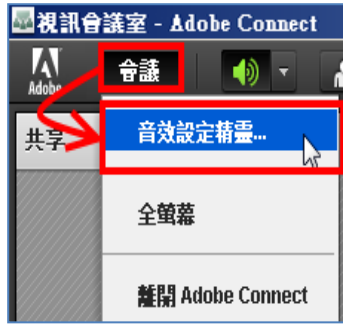 視訊會議室 - Adobe Connect
Adobe
會議
共享
音效設定精靈...
全螢幕
離開 Adobe Connect